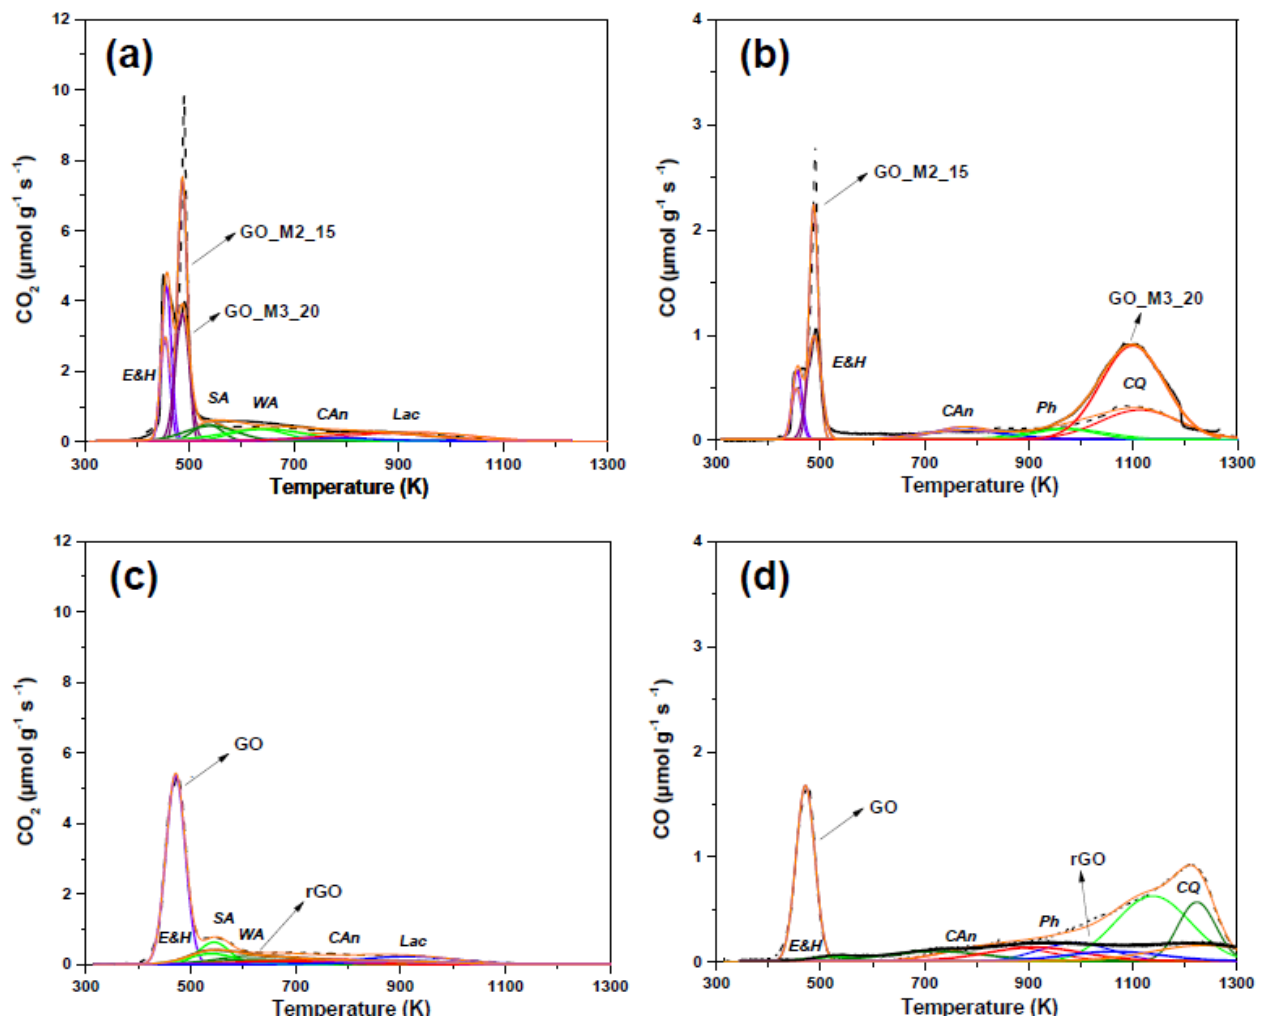 (a)
12
10
8
6
4
2
0
CO2 (µmol g-1 s-1)
GO_M2_15
GO_M3_20
E&H
SA
WA
CAn
Lac
300 500 700 900 1100 1300
Temperature (K)
(b)
4
3
2
1
0
CO (µmol g-1 s-1)
GO_M2_15
GO_M3_20
E&H
CAn
Ph
CQ
300 500 700 900 1100 1300
Temperature (K)
(c)
12
10
8
6
4
2
0
CO2 (µmol g-1 s-1)
GO
rGO
E&H
SA
WA
CAn
Lac
300 500 700 900 1100 1300
Temperature (K)
(d)
4
3
2
1
0
CO (µmol g-1 s-1)
GO
rGO
E&H
CAn
Ph
CQ
300 500 700 900 1100 1300
Temperature (K)